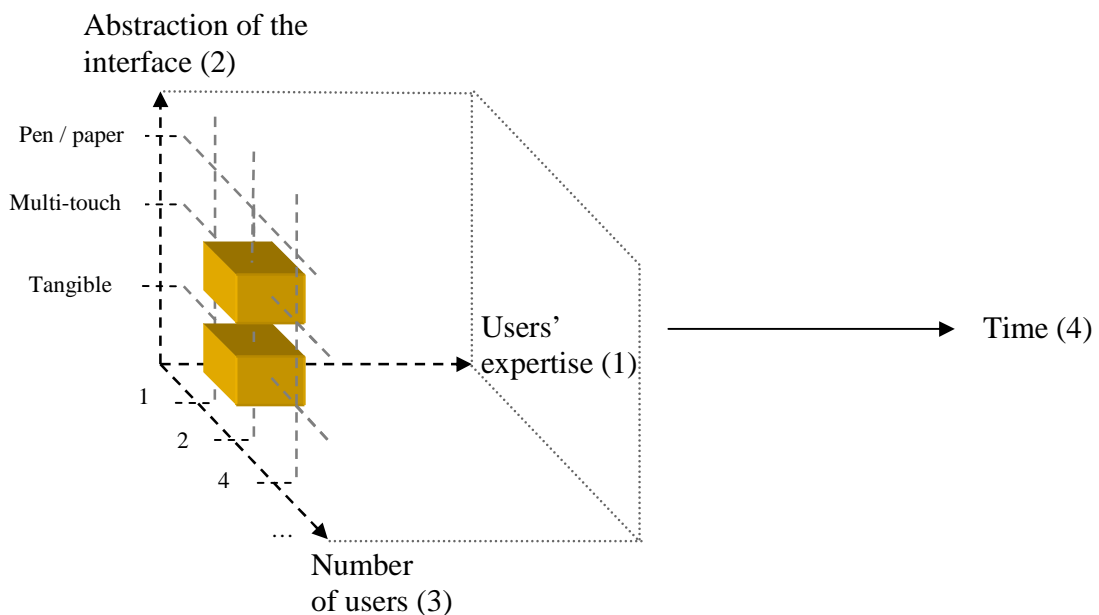 Abstraction of the
interface (2)
Pen / paper
Multi-touch
Tangible
Users’
expertise (1)
Time (4)
1
2
4
...
Number
of users (3)